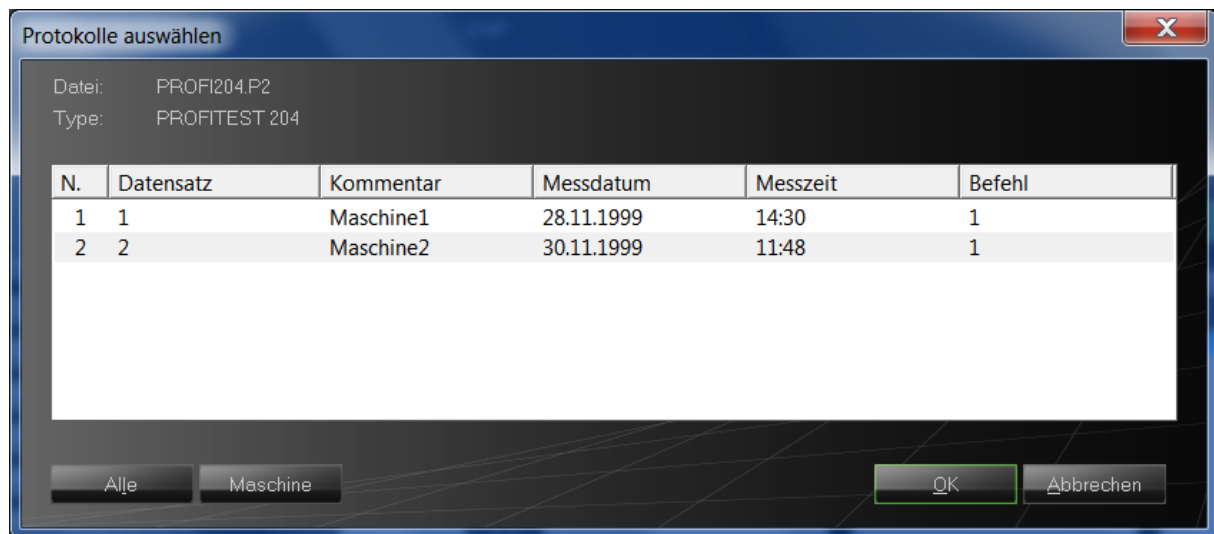 Protokolle auswählen
Datei: PROFI204.P2
Type: PROFITEST 204
N. Datensatz Kommentar Messdatum Messzeit Befehl
1 1 Maschine1 28.11.1999 14:30 1
2 2 Maschine2 30.11.1999 11:48 1
Alle Maschine OK Abbrechen